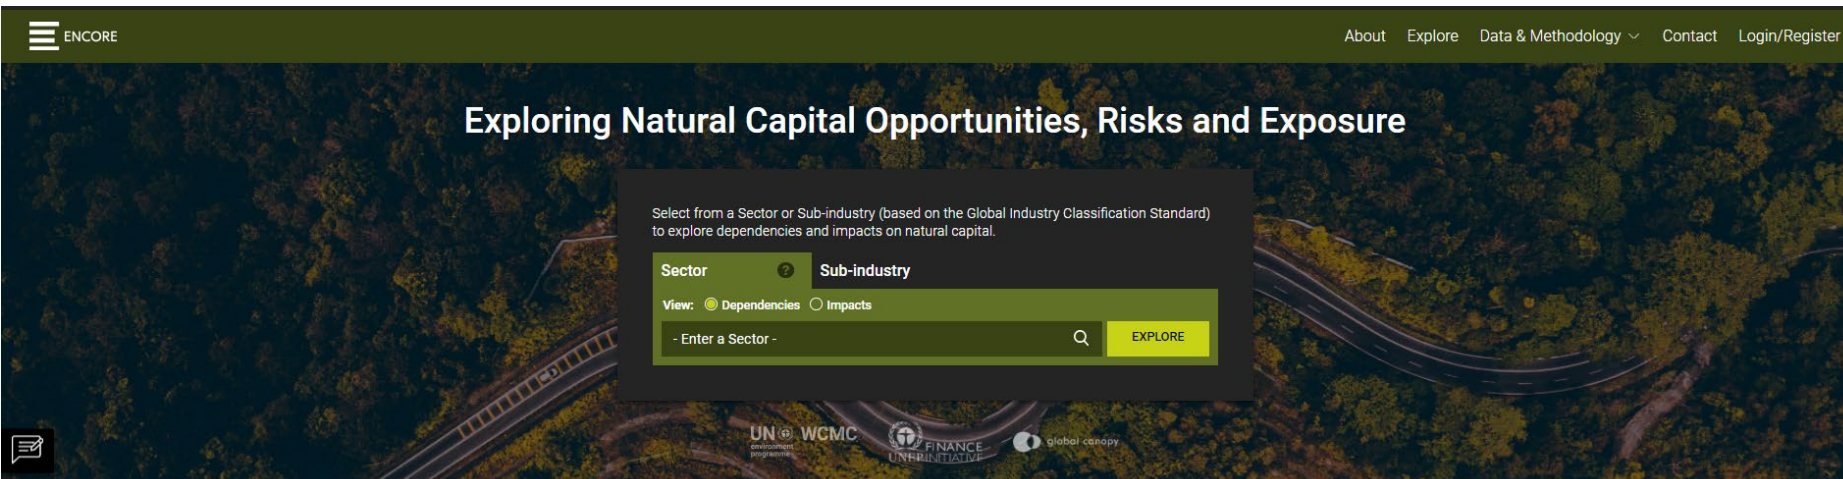 ENCORE
About Explore Data & Methodology Contact Login/Register
Exploring Natural Capital Opportunities, Risks and Exposure
Select from a Sector or Sub-industry (based on the Global Industry Classification Standard)
to explore dependencies and impacts on natural capital.
Sector ? Sub-industry
View: Dependencies Impacts
- Enter a Sector - EXPLORE
UN WCMC
environment
programme
FINANCE
UNEP INITIATIVE
global canopy